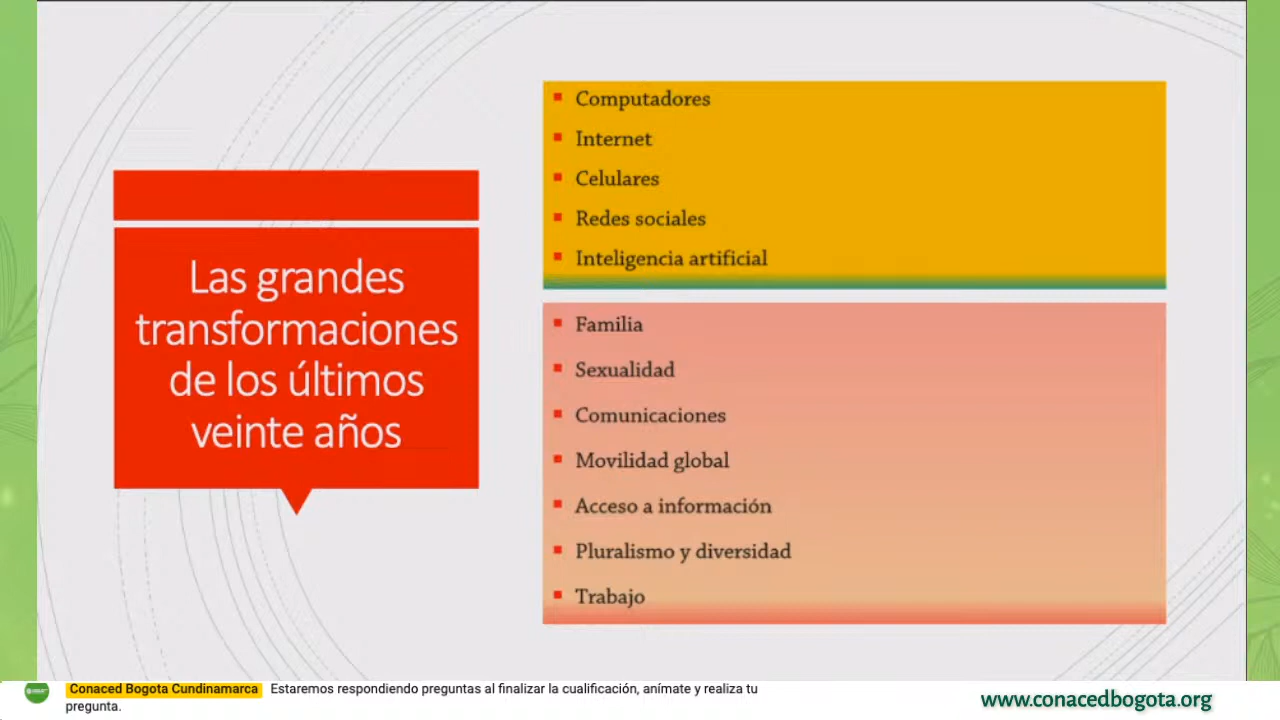 Las grandes
transformaciones
de los últimos
veinte años
Computadores
Internet
Celulares
Redes sociales
Inteligencia artificial
Familia
Sexualidad
Comunicaciones
Movilidad global
Acceso a información
Pluralismo y diversidad
Trabajo
Conaced Bogota Cundinamarca Estaremos respondiendo preguntas al finalizar la cualificación, anímate y realiza tu
pregunta.
www.conacedbogota.org